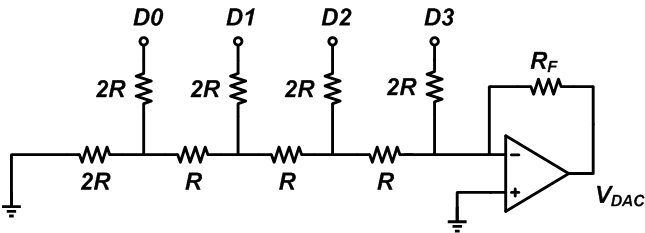 D0 D1 D2 D3
R_F
2R 2R 2R 2R
2R R R R
−
+
V_DAC